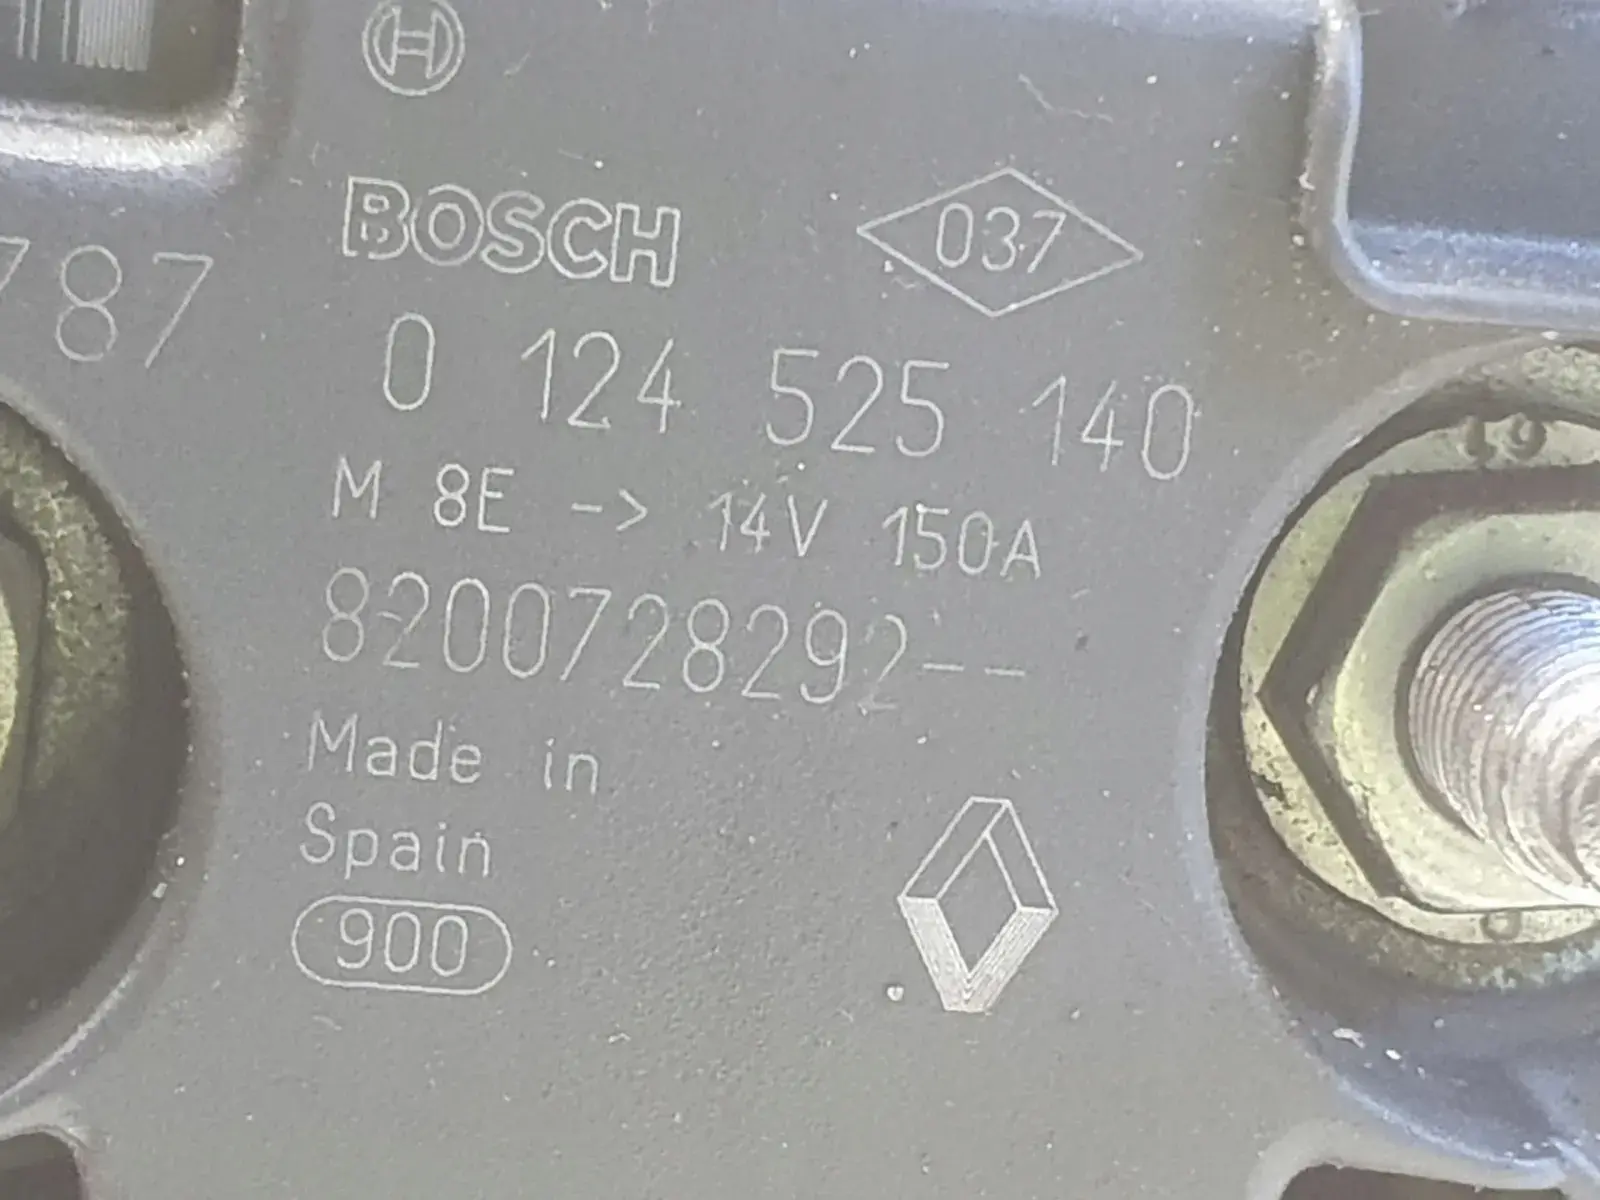 BOSCH
037
787
0 124 525 140
M 8E -> 14V 150A
8200728292--
Made in
Spain
900